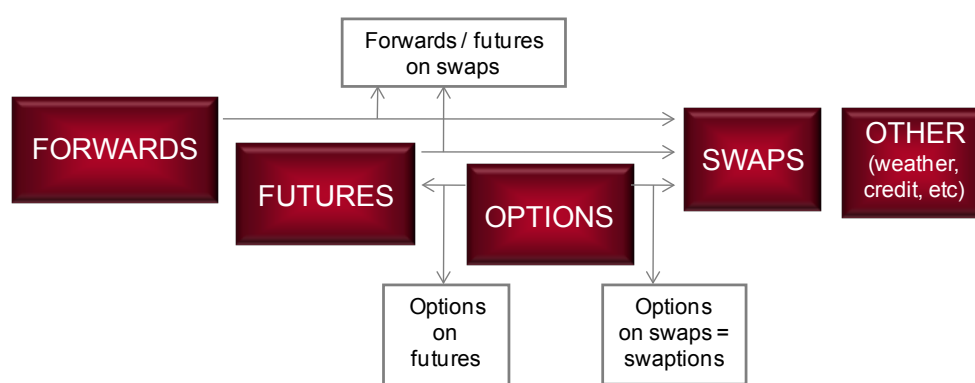 Forwards / futures
on swaps
FORWARDS
FUTURES
OPTIONS
SWAPS
OTHER
(weather,
credit, etc)
Options
on
futures
Options
on swaps =
swaptions